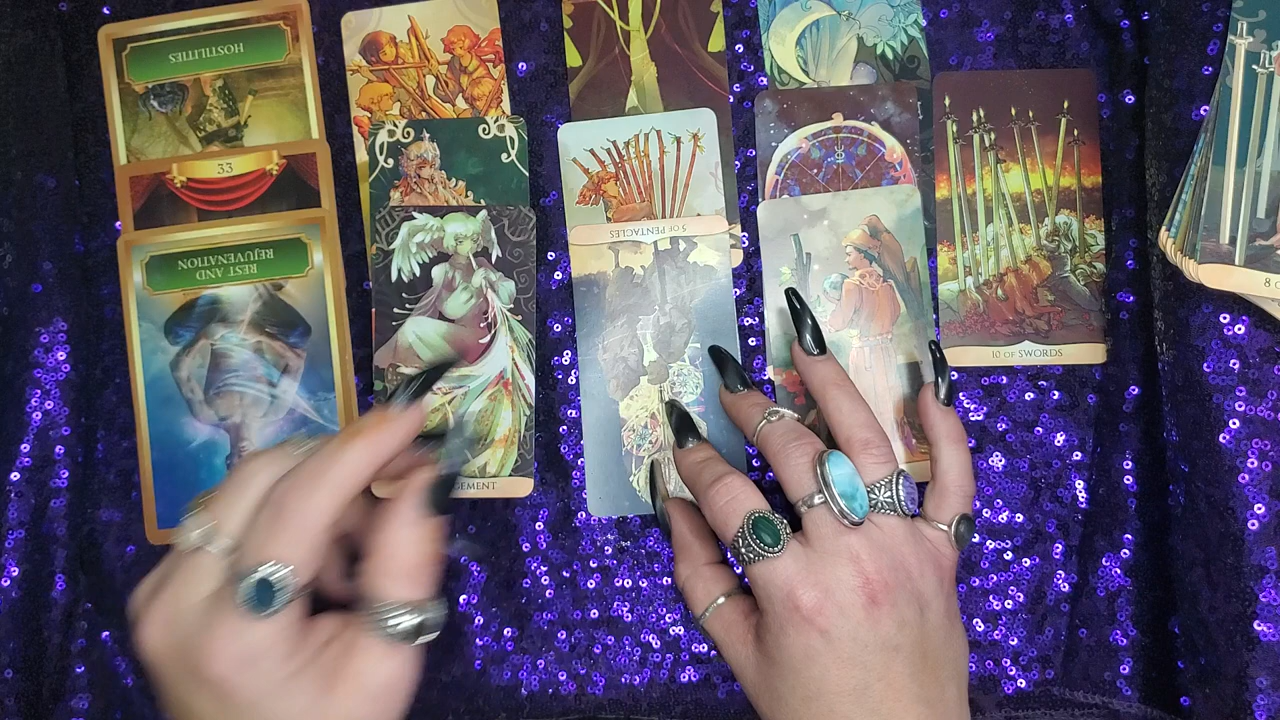 HOSTILITIES
33
REST AND
REJUVENATION
GEMENT
5 OF PENTACLES
10 OF SWORDS
8